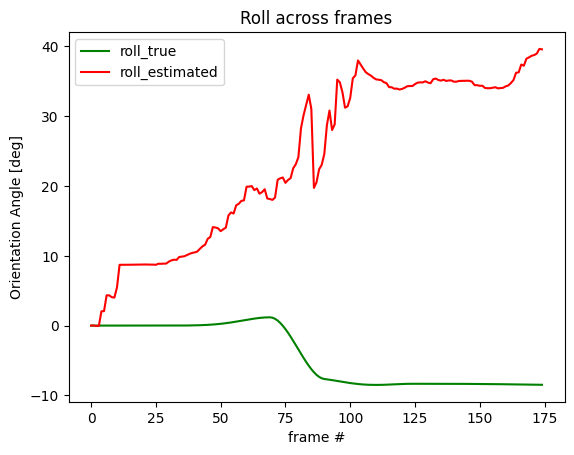 Roll across frames
roll_true
roll_estimated
Orientation Angle [deg]
40
30
20
10
0
−10
0 25 50 75 100 125 150 175
frame #